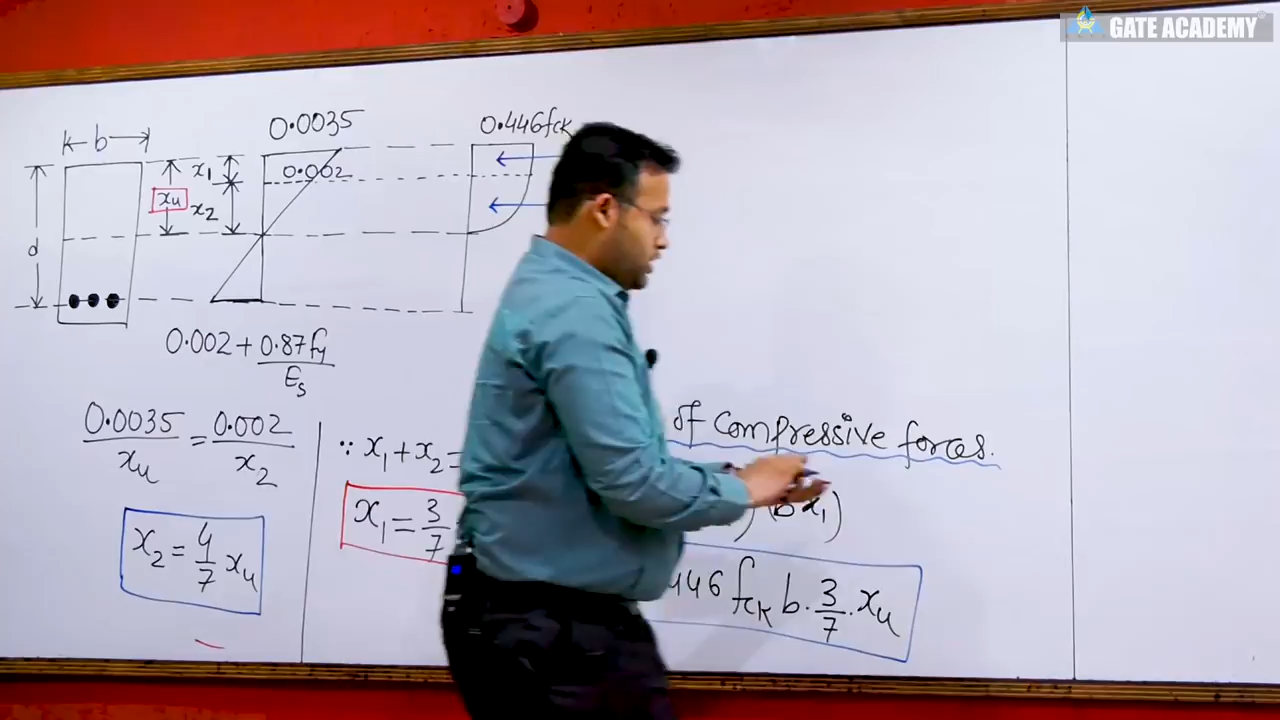 GATE ACADEMY
b
d
xu
x1
x2
0.0035
0.002
0.446fck
0.002 + 0.87fy / Es
0.0035 / xu = 0.002 / x2
x2 = 4/7 xu
∵ x1 + x2 =
x1 = 3/7
of compressive forces.
) (b x1)
446 fck b · 3/7 · xu